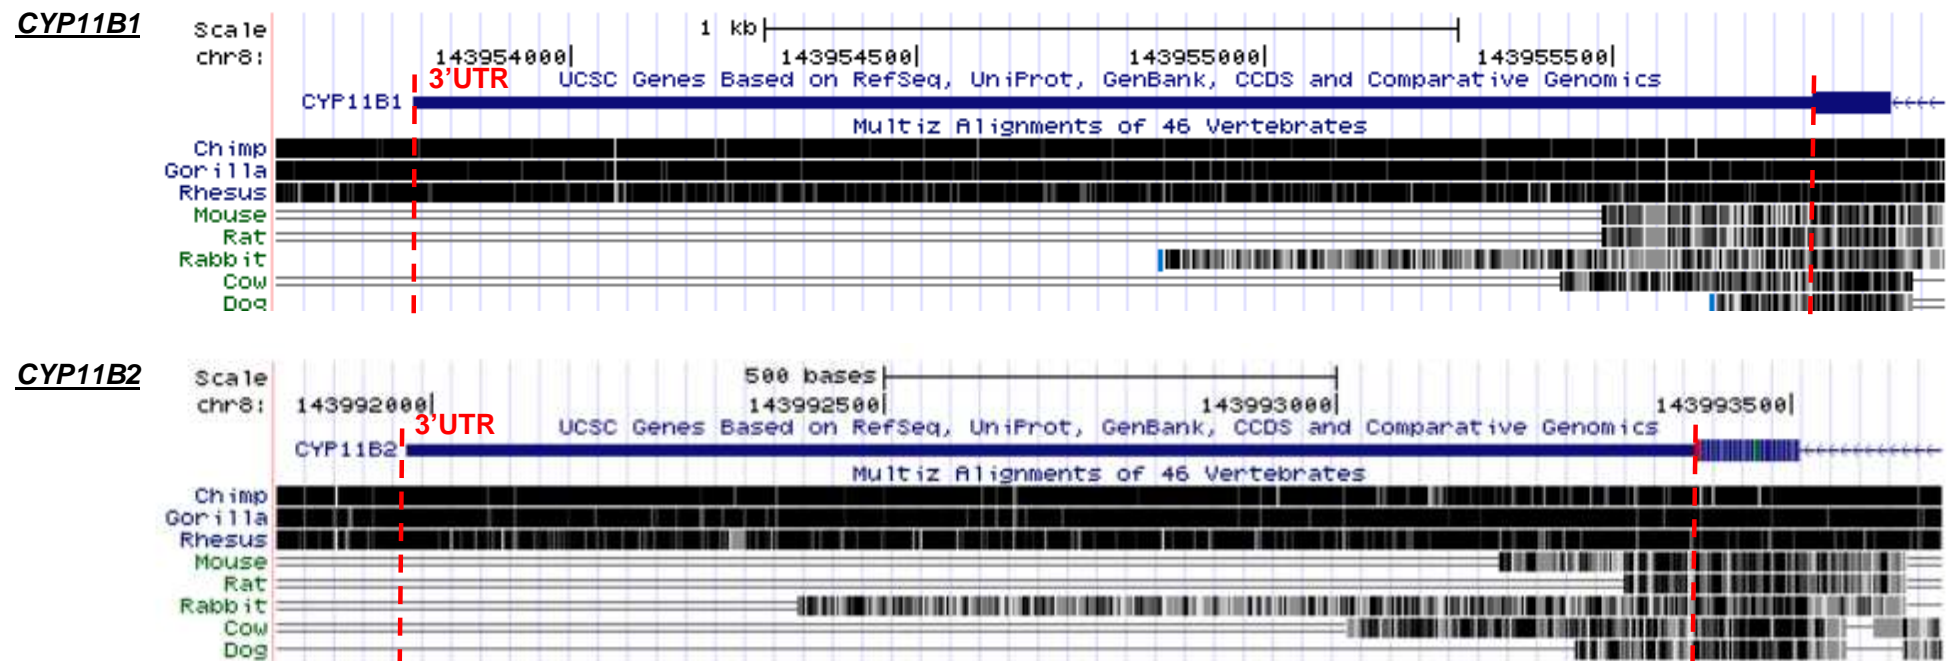 CYP11B1
Scale 1 kb
chr8: 143954000 143954500 143955000 143955500
3'UTR
UCSC Genes Based on RefSeq, UniProt, GenBank, CCDS and Comparative Genomics
CYP11B1
Multiz Alignments of 46 Vertebrates
Chimp
Gorilla
Rhesus
Mouse
Rat
Rabbit
Cow
Dog
CYP11B2
Scale 500 bases
chr8: 143992000 143992500 143993000 143993500
3'UTR
UCSC Genes Based on RefSeq, UniProt, GenBank, CCDS and Comparative Genomics
CYP11B2
Multiz Alignments of 46 Vertebrates
Chimp
Gorilla
Rhesus
Mouse
Rat
Rabbit
Cow
Dog